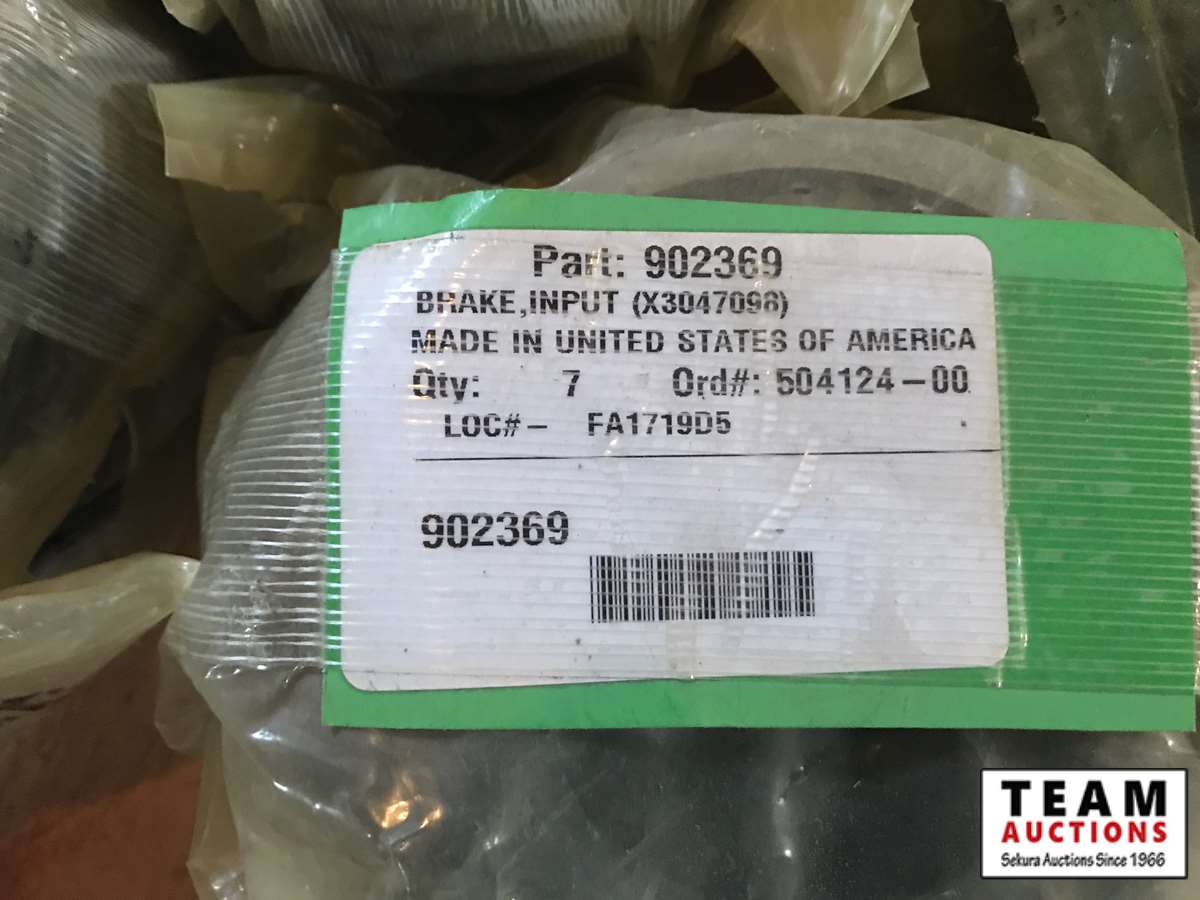 Part: 902369
BRAKE,INPUT (X3047098)
MADE IN UNITED STATES OF AMERICA
Qty: 7 Ord#: 504124-00
LOC#- FA1719D5
902369
TEAM
AUCTIONS
Sekura Auctions Since 1966